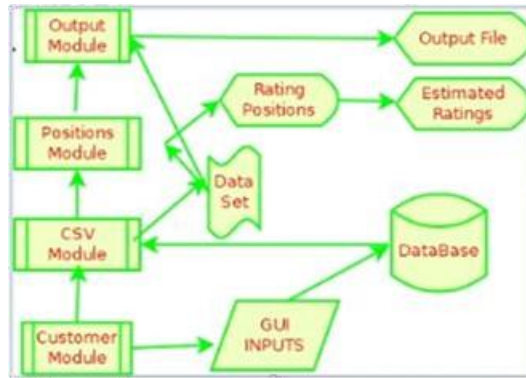 Output
Module
Output File
Rating
Positions
Estimated
Ratings
Positions
Module
Data
Set
CSV
Module
DataBase
Customer
Module
GUI
INPUTS